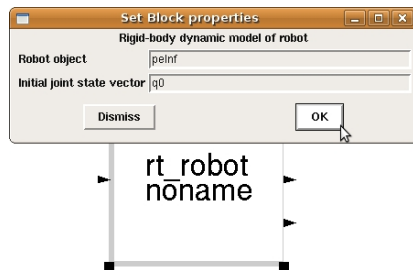 Set Block properties
Rigid-body dynamic model of robot
Robot object peInf
Initial joint state vector q0
Dismiss OK
rt_robot
noname